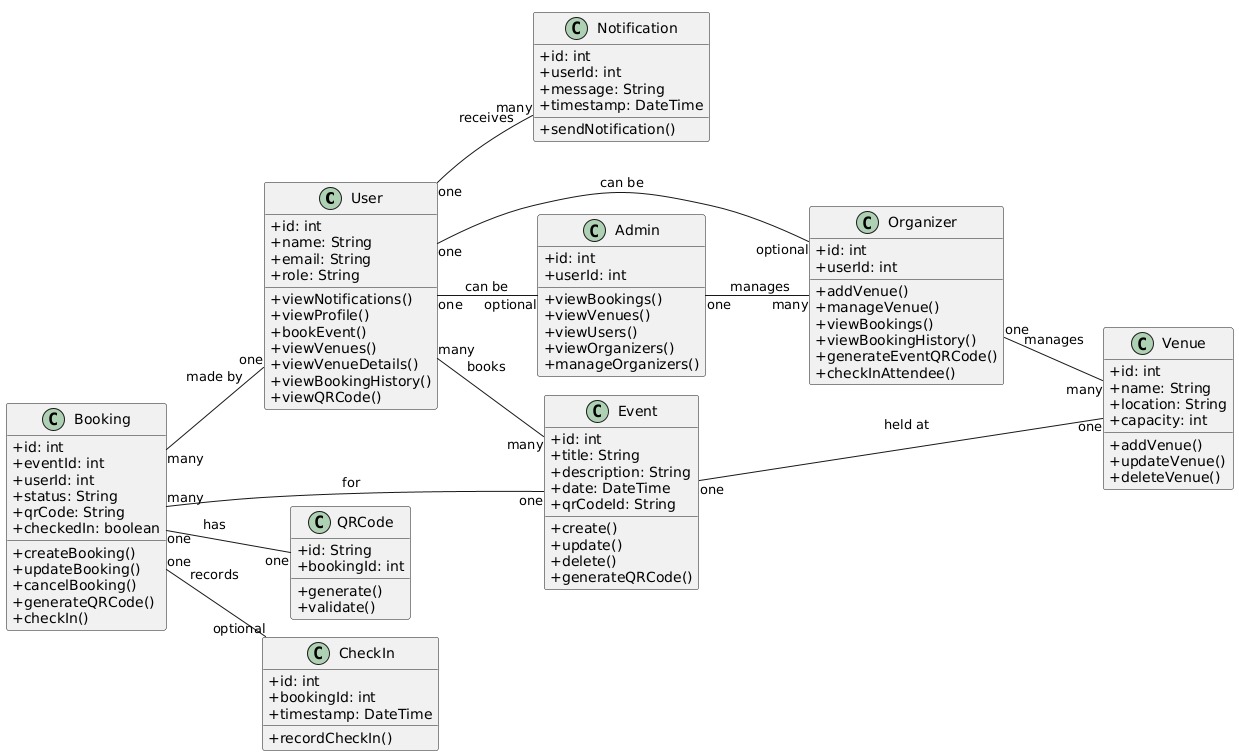 C Notification
+id: int
+userId: int
+message: String
+timestamp: DateTime
+sendNotification()
many
receives
one
C User
+id: int
+name: String
+email: String
+role: String
+viewNotifications()
+viewProfile()
+bookEvent()
+viewVenues()
+viewVenueDetails()
+viewBookingHistory()
+viewQRCode()
can be
one
optional
C Admin
+id: int
+userId: int
+viewBookings()
+viewVenues()
+viewUsers()
+viewOrganizers()
+manageOrganizers()
can be
one
optional
manages
one
many
C Organizer
+id: int
+userId: int
+addVenue()
+manageVenue()
+viewBookings()
+viewBookingHistory()
+generateEventQRCode()
+checkInAttendee()
one
manages
many
C Venue
+id: int
+name: String
+location: String
+capacity: int
+addVenue()
+updateVenue()
+deleteVenue()
many
books
many
one
made by
many
C Booking
+id: int
+eventId: int
+userId: int
+status: String
+qrCode: String
+checkedIn: boolean
+createBooking()
+updateBooking()
+cancelBooking()
+generateQRCode()
+checkIn()
C Event
+id: int
+title: String
+description: String
+date: DateTime
+qrCodeId: String
+create()
+update()
+delete()
+generateQRCode()
held at
one
one
for
many
one
has
one
one
C QRCode
+id: String
+bookingId: int
+generate()
+validate()
one
records
optional
C CheckIn
+id: int
+bookingId: int
+timestamp: DateTime
+recordCheckIn()